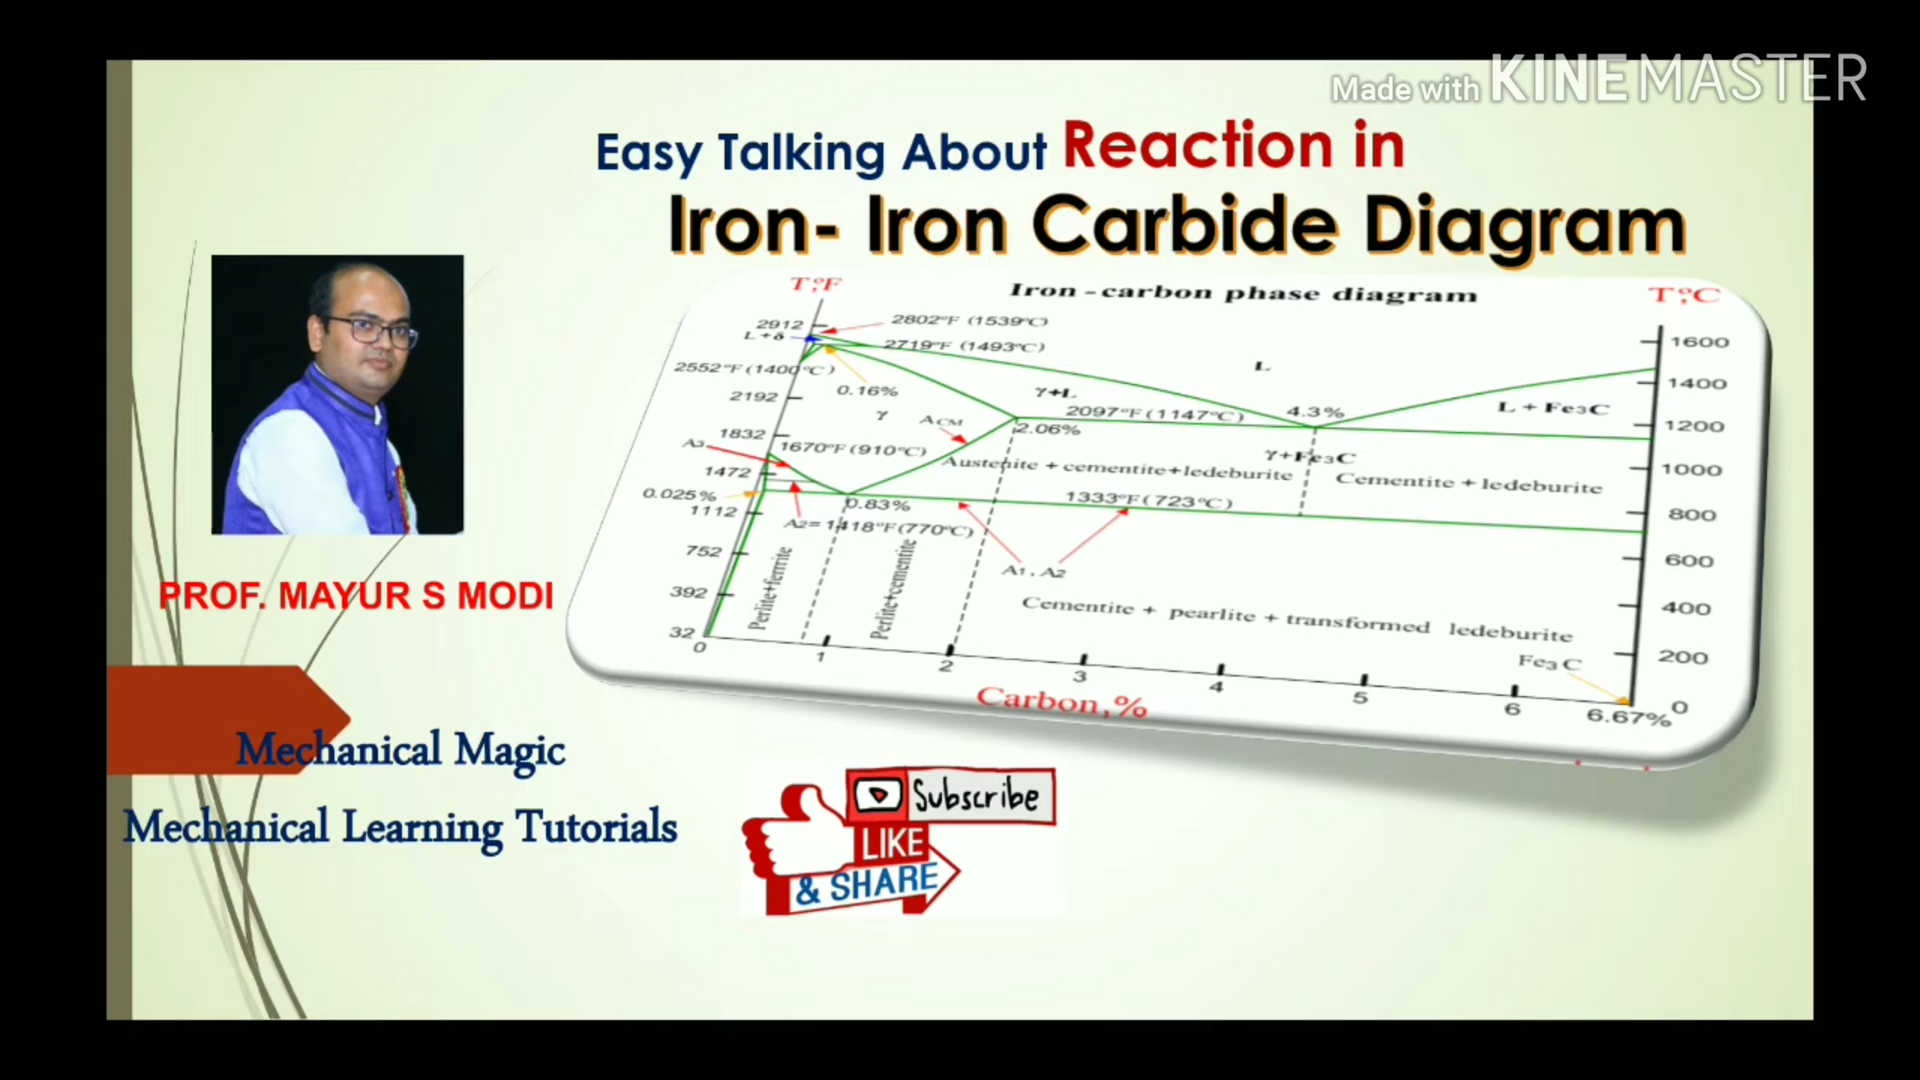 Made with KINEMASTER
Easy Talking About Reaction in
Iron- Iron Carbide Diagram
Iron - carbon phase diagram
T,°F
T,°C
2912
2802°F (1539°C)
L + δ
2719°F (1493°C)
1600
2552°F (1400°C)
L
1400
0.16%
γ+L
2192
γ
ACM
2097°F (1147°C)
4.3%
L + Fe3C
2.06%
1200
1832
A3
1670°F (910°C)
γ+Fe3C
1472
Austenite + cementite+ledeburite
Cementite + ledeburite
1000
0.025%
1333°F (723°C)
0.83%
1112
800
A2= 1418°F(770°C)
752
A1 , A2
600
Perlite+ferrite
Perlite+cementite
392
Cementite + pearlite + transformed ledeburite
400
32
Fe3C
200
0
0 1 2 3 4 5 6 6.67%
Carbon,%
PROF. MAYUR S MODI
Mechanical Magic
Mechanical Learning Tutorials
Subscribe
LIKE
& SHARE